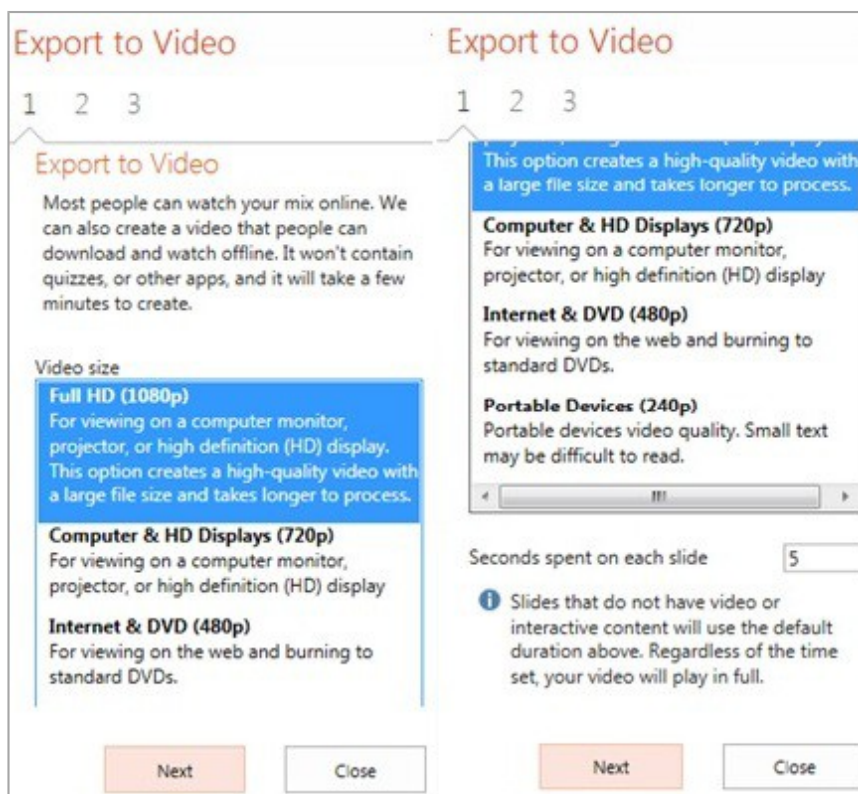 Export to Video
1 2 3
Export to Video
Most people can watch your mix online. We
can also create a video that people can
download and watch offline. It won't contain
quizzes, or other apps, and it will take a few
minutes to create.
Video size
Full HD (1080p)
For viewing on a computer monitor,
projector, or high definition (HD) display.
This option creates a high-quality video with
a large file size and takes longer to process.
Computer & HD Displays (720p)
For viewing on a computer monitor,
projector, or high definition (HD) display
Internet & DVD (480p)
For viewing on the web and burning to
standard DVDs.
Next Close
Export to Video
1 2 3
This option creates a high-quality video with
a large file size and takes longer to process.
Computer & HD Displays (720p)
For viewing on a computer monitor,
projector, or high definition (HD) display
Internet & DVD (480p)
For viewing on the web and burning to
standard DVDs.
Portable Devices (240p)
Portable devices video quality. Small text
may be difficult to read.
Seconds spent on each slide 5
Slides that do not have video or
interactive content will use the default
duration above. Regardless of the time
set, your video will play in full.
Next Close